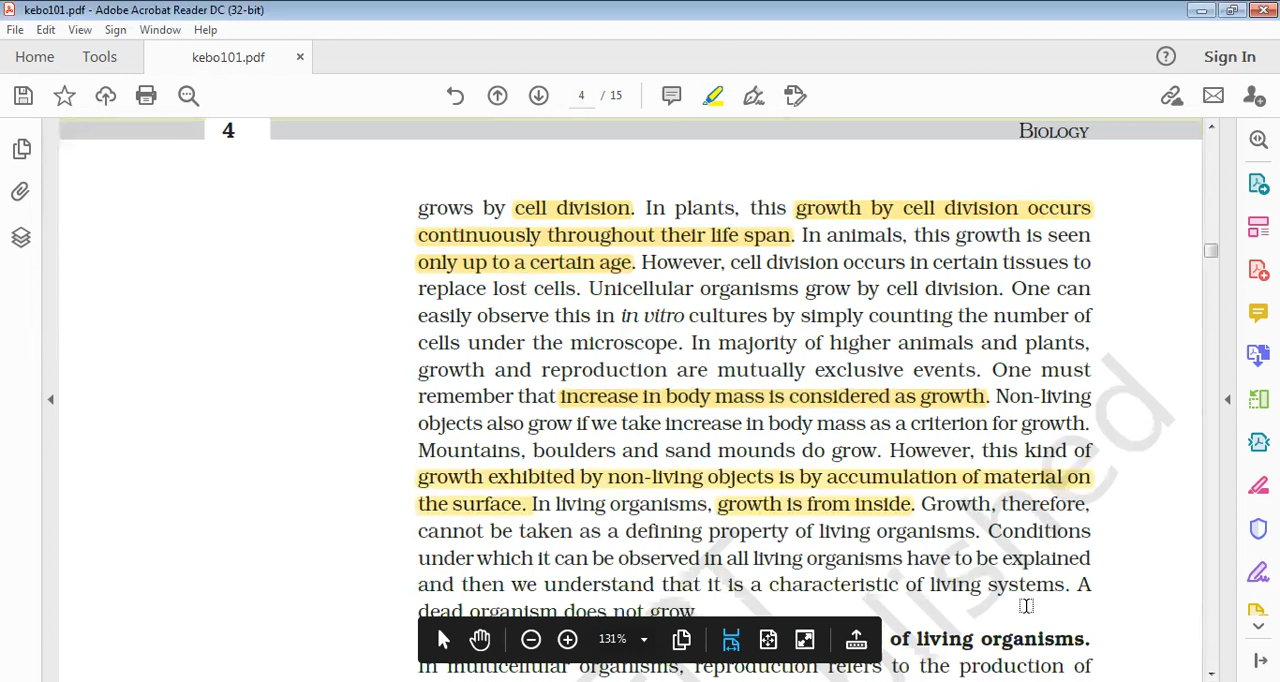 kebo101.pdf - Adobe Acrobat Reader DC (32-bit)
File Edit View Sign Window Help
Home Tools kebo101.pdf × Sign In
4 / 15
4 BIOLOGY
grows by cell division. In plants, this growth by cell division occurs
continuously throughout their life span. In animals, this growth is seen
only up to a certain age. However, cell division occurs in certain tissues to
replace lost cells. Unicellular organisms grow by cell division. One can
easily observe this in in vitro cultures by simply counting the number of
cells under the microscope. In majority of higher animals and plants,
growth and reproduction are mutually exclusive events. One must
remember that increase in body mass is considered as growth. Non-living
objects also grow if we take increase in body mass as a criterion for growth.
Mountains, boulders and sand mounds do grow. However, this kind of
growth exhibited by non-living objects is by accumulation of material on
the surface. In living organisms, growth is from inside. Growth, therefore,
cannot be taken as a defining property of living organisms. Conditions
under which it can be observed in all living organisms have to be explained
and then we understand that it is a characteristic of living systems. A
dead organism does not grow.
131%
of living organisms.
In multicellular organisms, reproduction refers to the production of